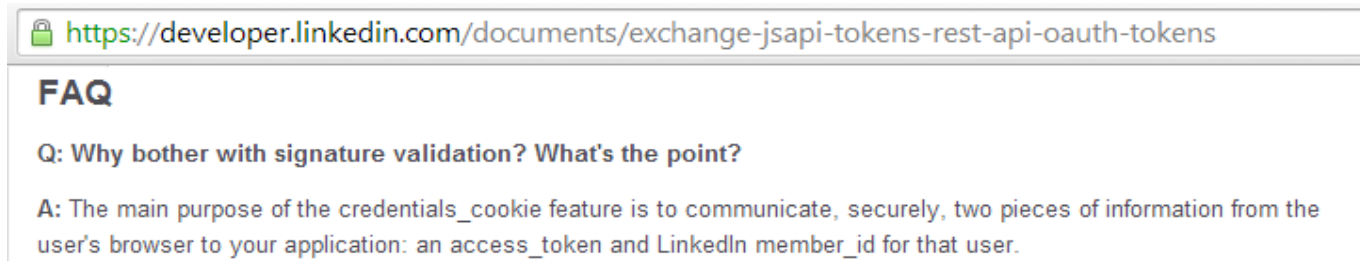 https://developer.linkedin.com/documents/exchange-jsapi-tokens-rest-api-oauth-tokens
FAQ
Q: Why bother with signature validation? What's the point?
A: The main purpose of the credentials_cookie feature is to communicate, securely, two pieces of information from the
user's browser to your application: an access_token and LinkedIn member_id for that user.